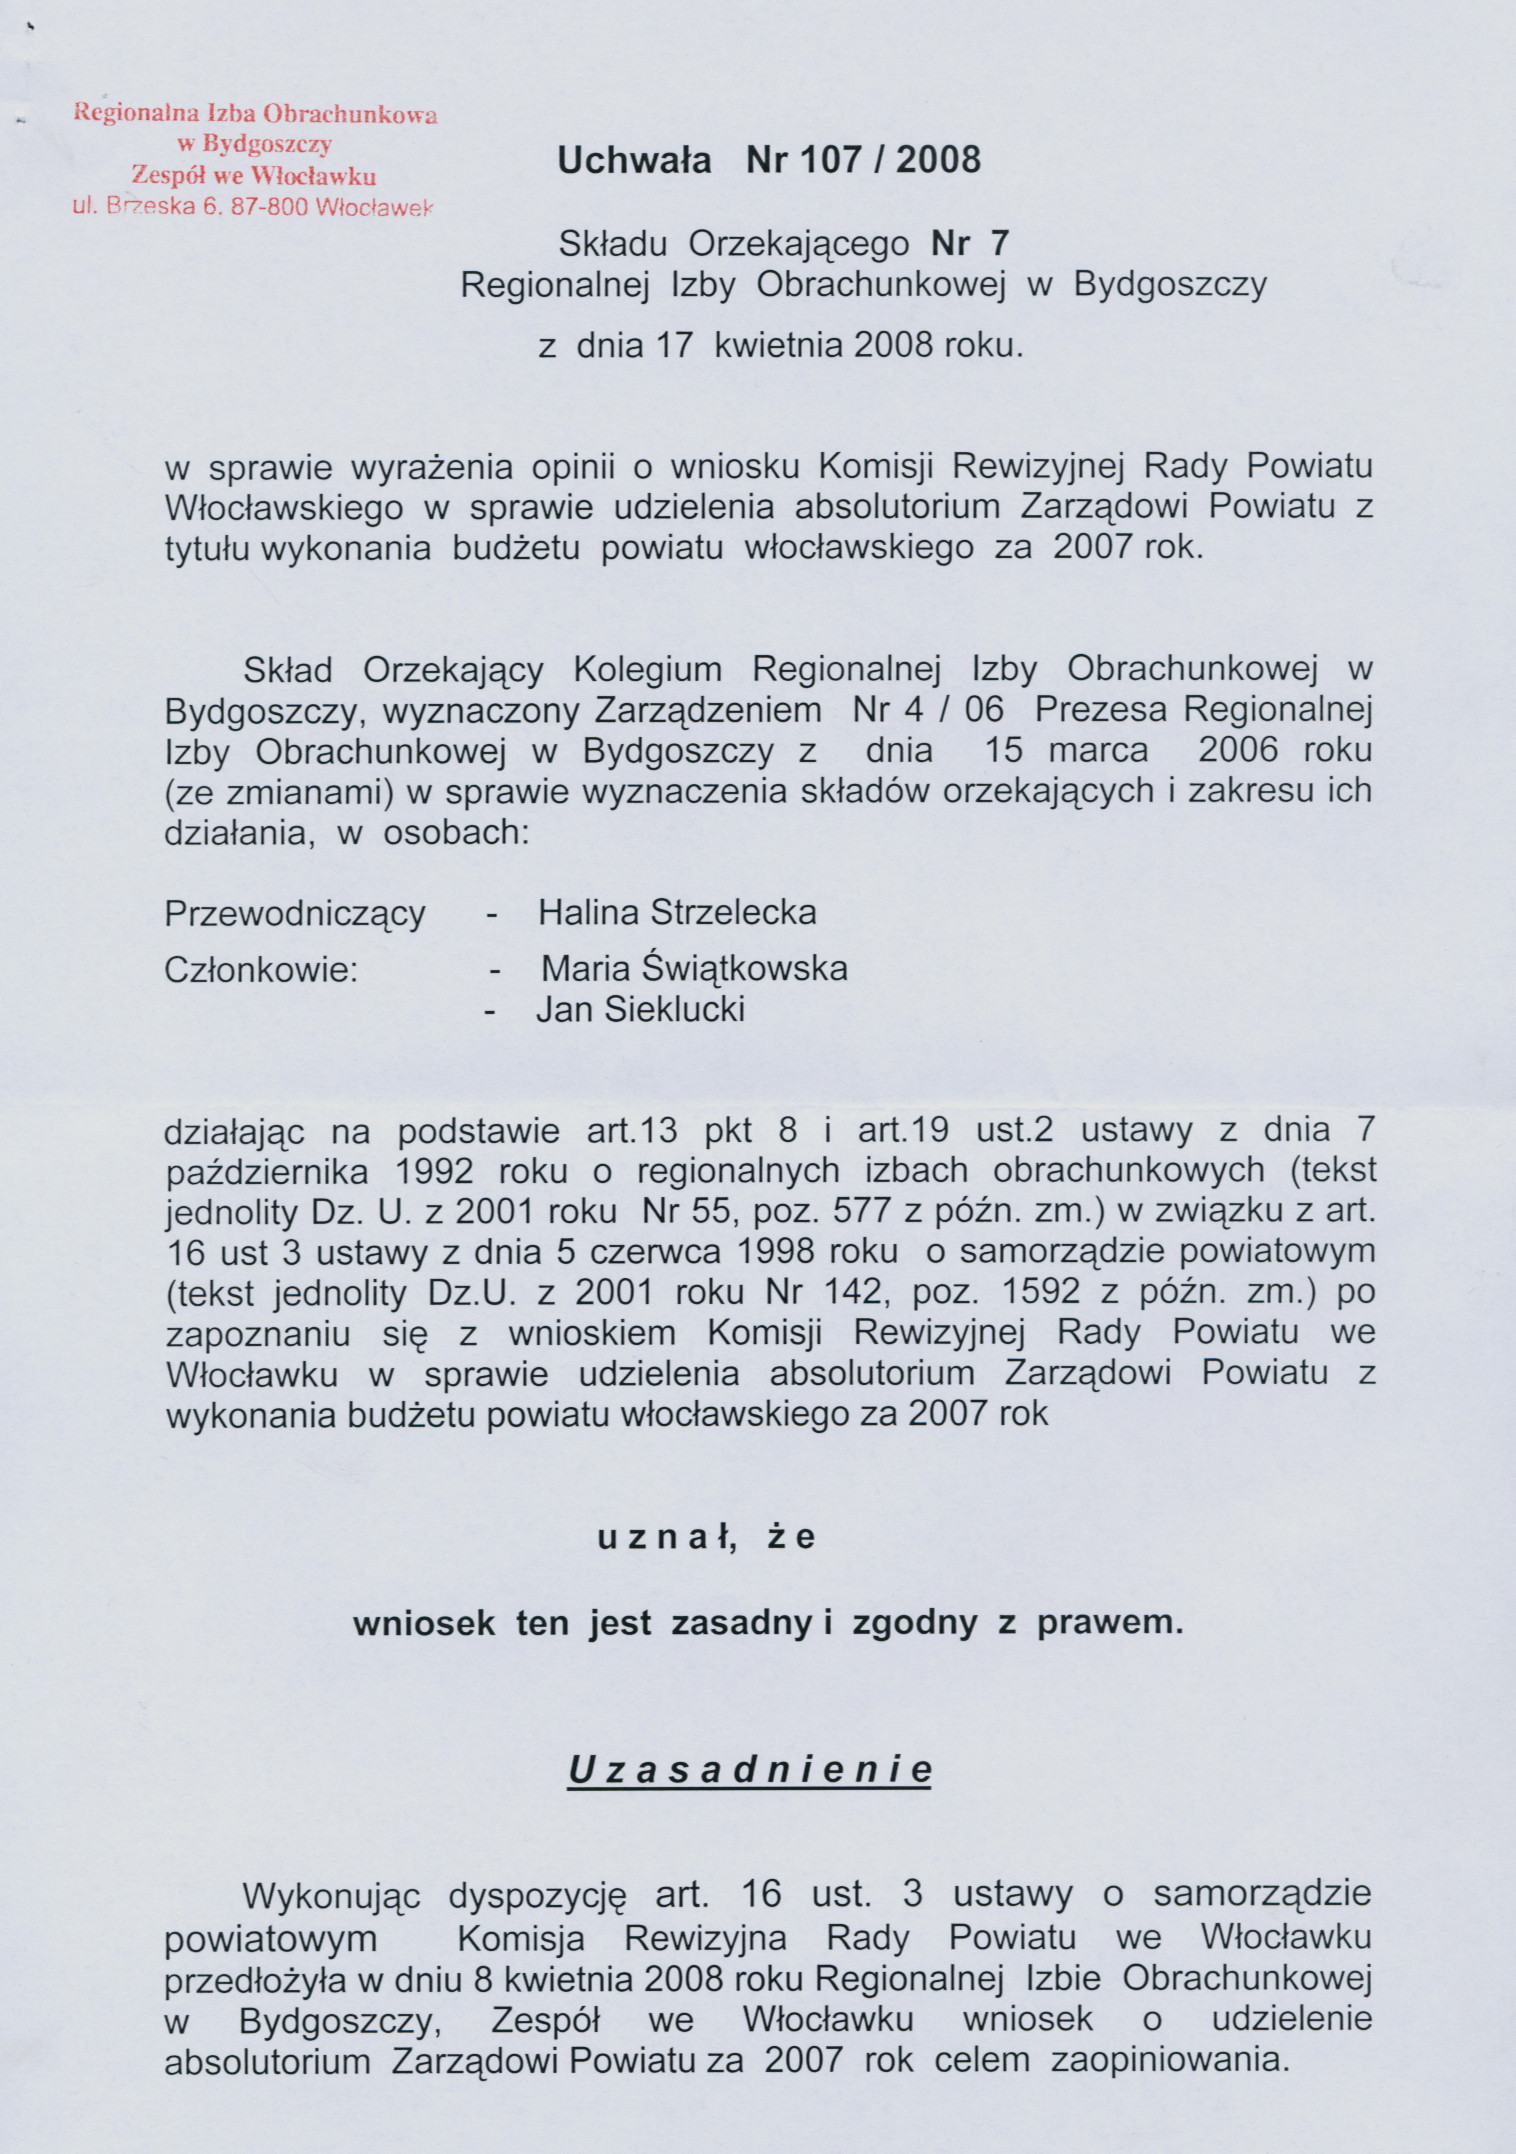 Regionalna Izba Obrachunkowa
w Bydgoszczy
Zespół we Włocławku
ul. Brzeska 6, 87-800 Włocławek
Uchwała Nr 107 / 2008
Składu Orzekającego Nr 7
Regionalnej Izby Obrachunkowej w Bydgoszczy
z dnia 17 kwietnia 2008 roku.
w sprawie wyrażenia opinii o wniosku Komisji Rewizyjnej Rady Powiatu
Włocławskiego w sprawie udzielenia absolutorium Zarządowi Powiatu z
tytułu wykonania budżetu powiatu włocławskiego za 2007 rok.
Skład Orzekający Kolegium Regionalnej Izby Obrachunkowej w
Bydgoszczy, wyznaczony Zarządzeniem Nr 4 / 06 Prezesa Regionalnej
Izby Obrachunkowej w Bydgoszczy z dnia 15 marca 2006 roku
(ze zmianami) w sprawie wyznaczenia składów orzekających i zakresu ich
działania, w osobach:
Przewodniczący - Halina Strzelecka
Członkowie: - Maria Świątkowska
- Jan Sieklucki
działając na podstawie art.13 pkt 8 i art.19 ust.2 ustawy z dnia 7
października 1992 roku o regionalnych izbach obrachunkowych (tekst
jednolity Dz. U. z 2001 roku Nr 55, poz. 577 z późn. zm.) w związku z art.
16 ust 3 ustawy z dnia 5 czerwca 1998 roku o samorządzie powiatowym
(tekst jednolity Dz.U. z 2001 roku Nr 142, poz. 1592 z późn. zm.) po
zapoznaniu się z wnioskiem Komisji Rewizyjnej Rady Powiatu we
Włocławku w sprawie udzielenia absolutorium Zarządowi Powiatu z
wykonania budżetu powiatu włocławskiego za 2007 rok
u z n a ł, ż e
wniosek ten jest zasadny i zgodny z prawem.
U z a s a d n i e n i e
Wykonując dyspozycję art. 16 ust. 3 ustawy o samorządzie
powiatowym Komisja Rewizyjna Rady Powiatu we Włocławku
przedłożyła w dniu 8 kwietnia 2008 roku Regionalnej Izbie Obrachunkowej
w Bydgoszczy, Zespół we Włocławku wniosek o udzielenie
absolutorium Zarządowi Powiatu za 2007 rok celem zaopiniowania.